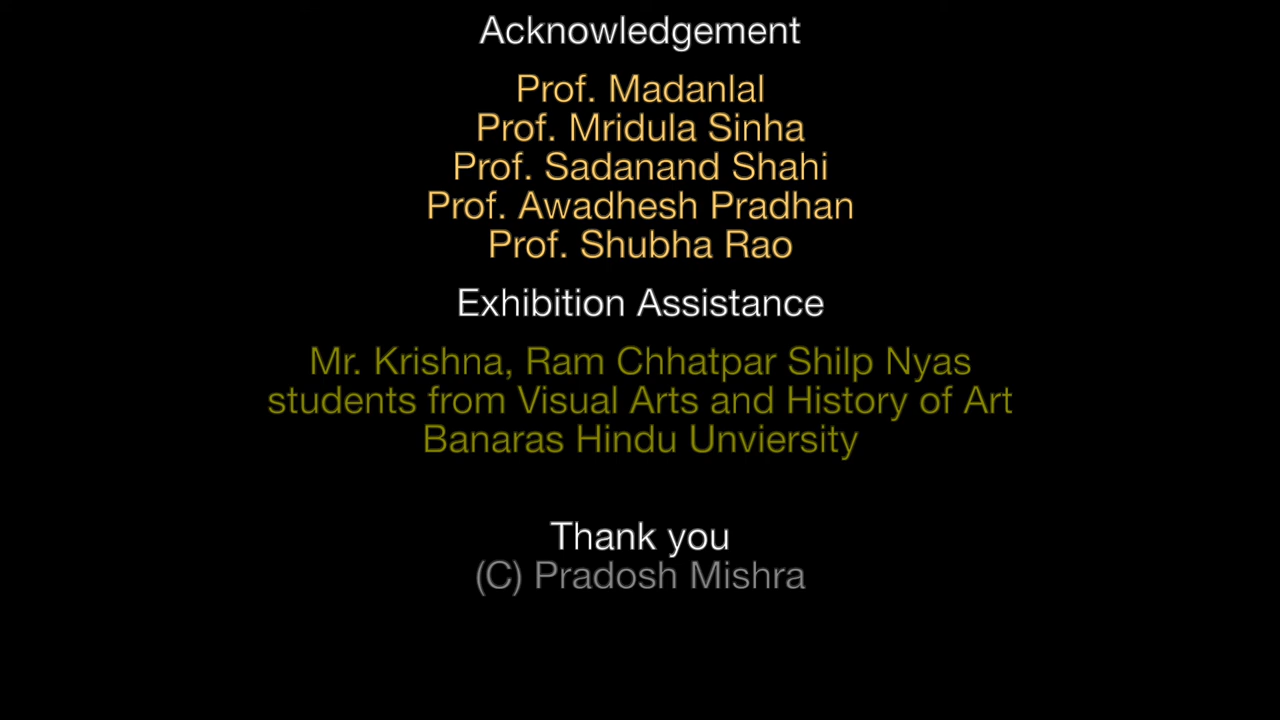 Acknowledgement
Prof. Madanlal
Prof. Mridula Sinha
Prof. Sadanand Shahi
Prof. Awadhesh Pradhan
Prof. Shubha Rao
Exhibition Assistance
Mr. Krishna, Ram Chhatpar Shilp Nyas
students from Visual Arts and History of Art
Banaras Hindu Unviersity
Thank you
(C) Pradosh Mishra